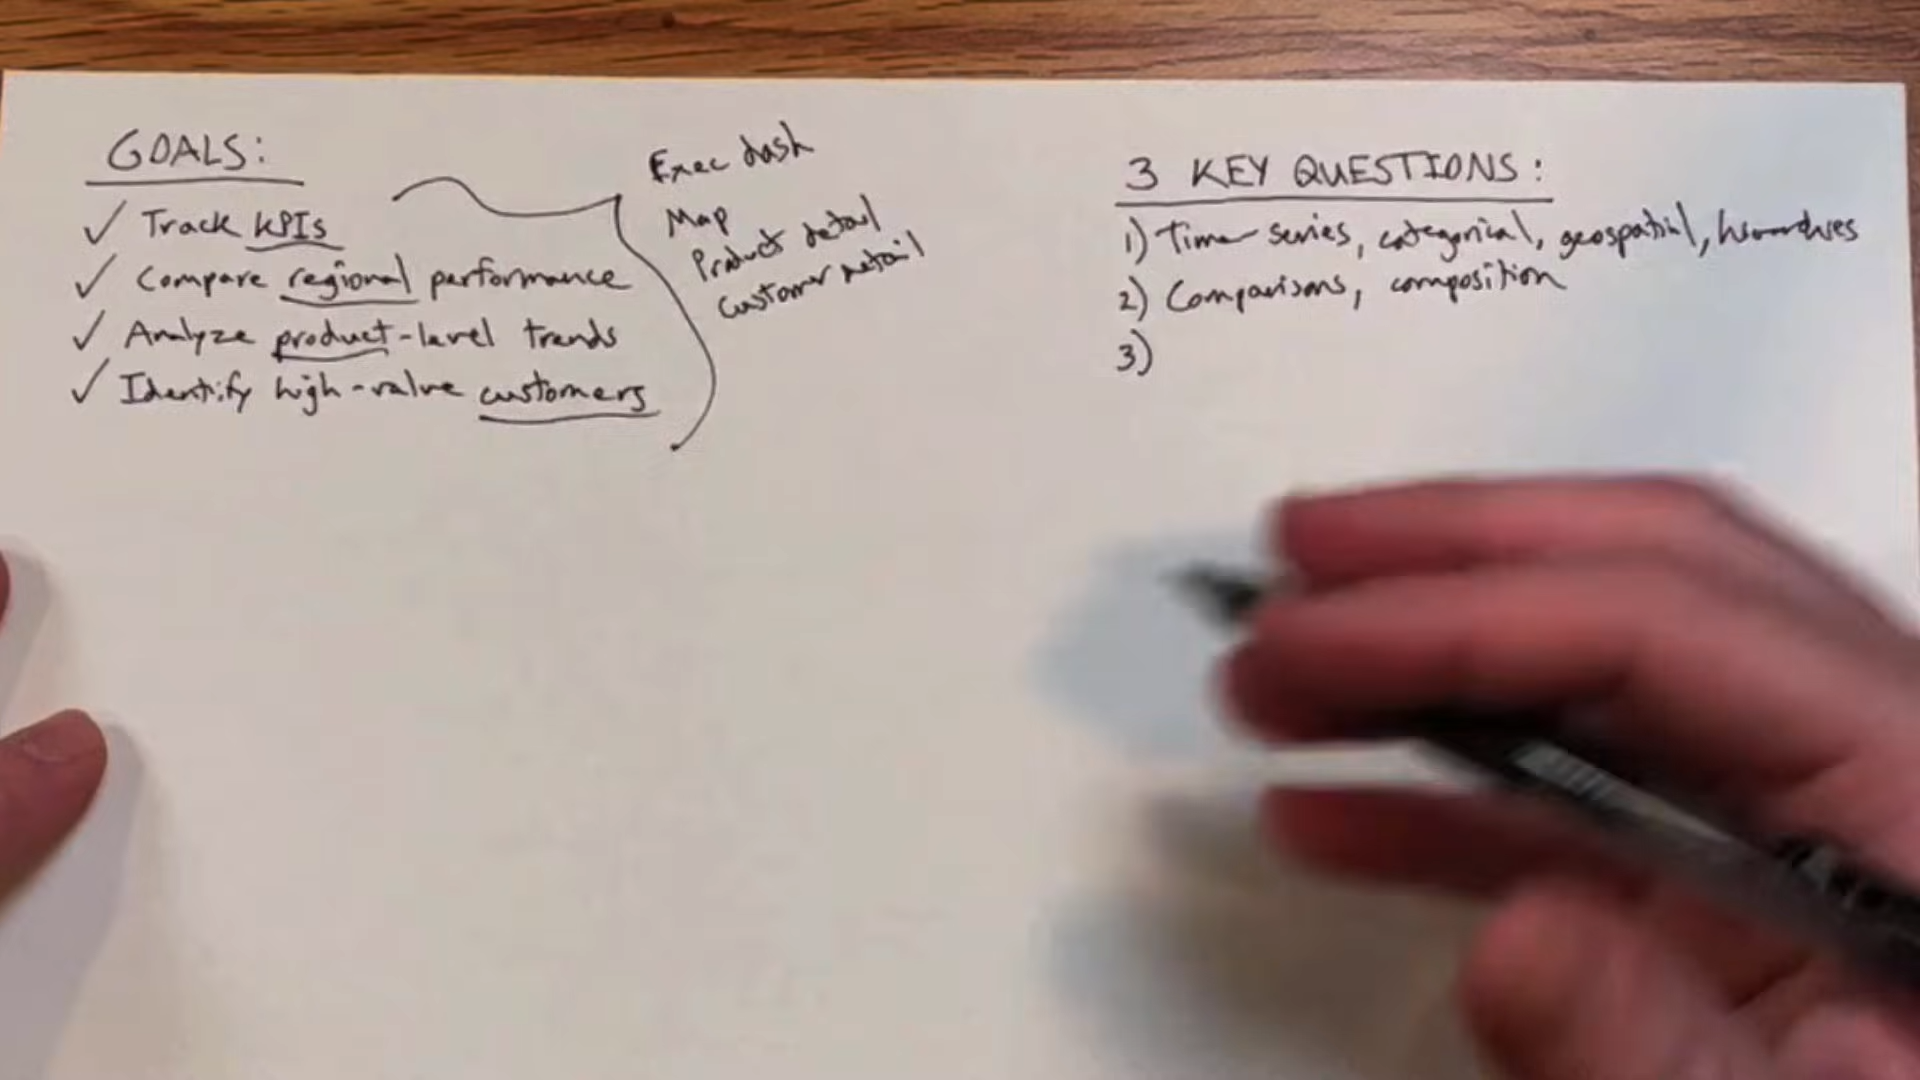 GOALS:
✓ Track KPIs
✓ Compare regional performance
✓ Analyze product-level trends
✓ Identify high-value customers
Exec dash
Map
Product detail
Customer detail
3 KEY QUESTIONS:
1) Time series, categorical, geospatial,
2) Comparisons, composition
3)